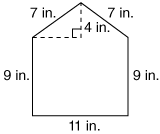 7 in. 7 in.
4 in.
9 in. 9 in.
11 in.